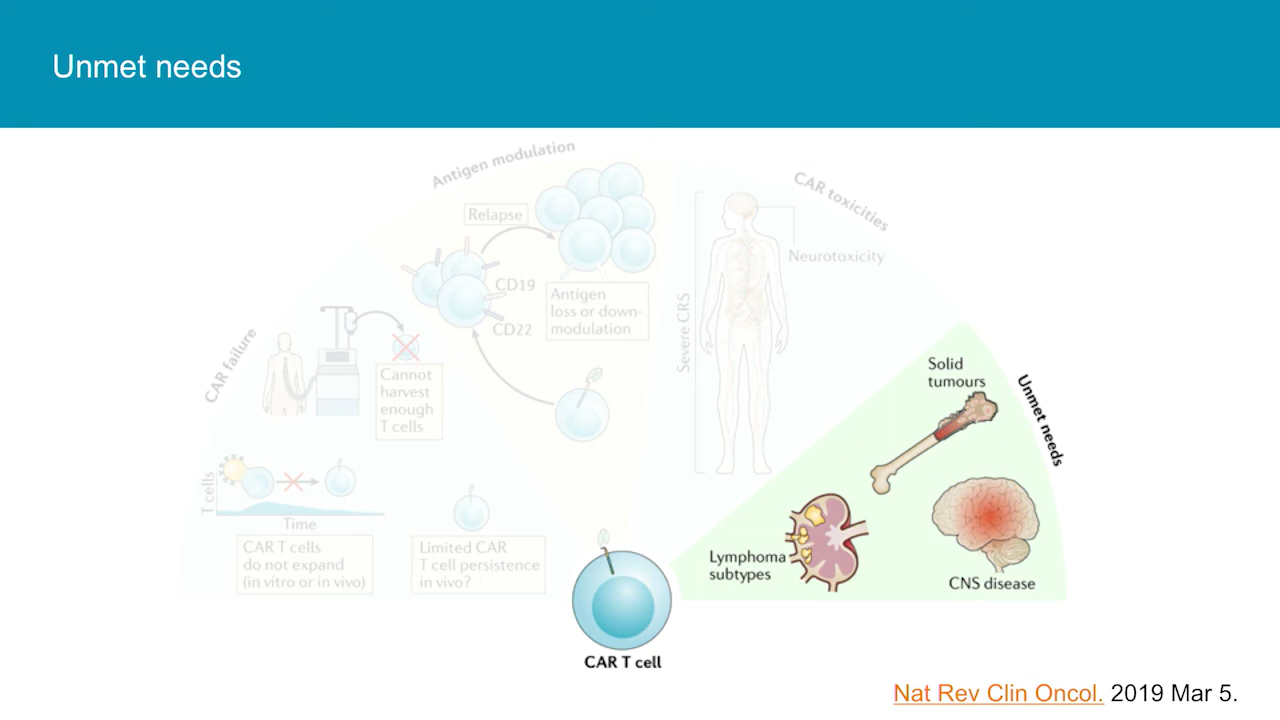 Unmet needs
Antigen modulation
CAR toxicities
Relapse
Neurotoxicity
CD19
Antigen
loss or down-
modulation
CD22
Severe CRS
CAR failure
Cannot
harvest
enough
T cells
Solid
tumours
Unmet needs
T cells
Time
CAR T cells
do not expand
(in vitro or in vivo)
Limited CAR
T cell persistence
in vivo?
Lymphoma
subtypes
CNS disease
CAR T cell
Nat Rev Clin Oncol. 2019 Mar 5.